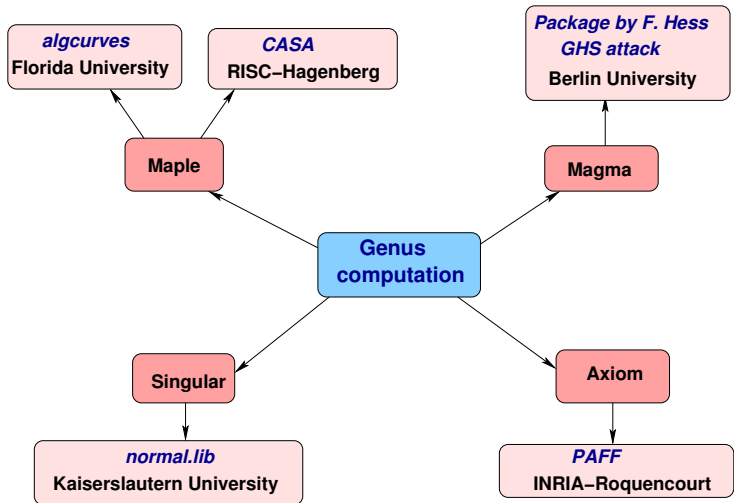 algcurves
Florida University
CASA
RISC–Hagenberg
Package by F. Hess
GHS attack
Berlin University
Maple
Magma
Genus
computation
Singular
Axiom
normal.lib
Kaiserslautern University
PAFF
INRIA–Roquencourt